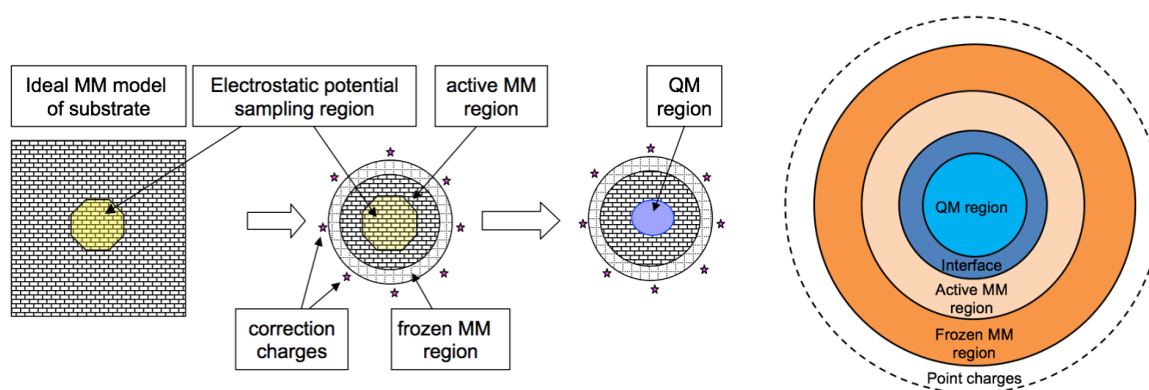 Ideal MM model
of substrate
Electrostatic potential
sampling region
active MM
region
QM
region
correction
charges
frozen MM
region
QM region
Interface
Active MM
region
Frozen MM
region
Point charges